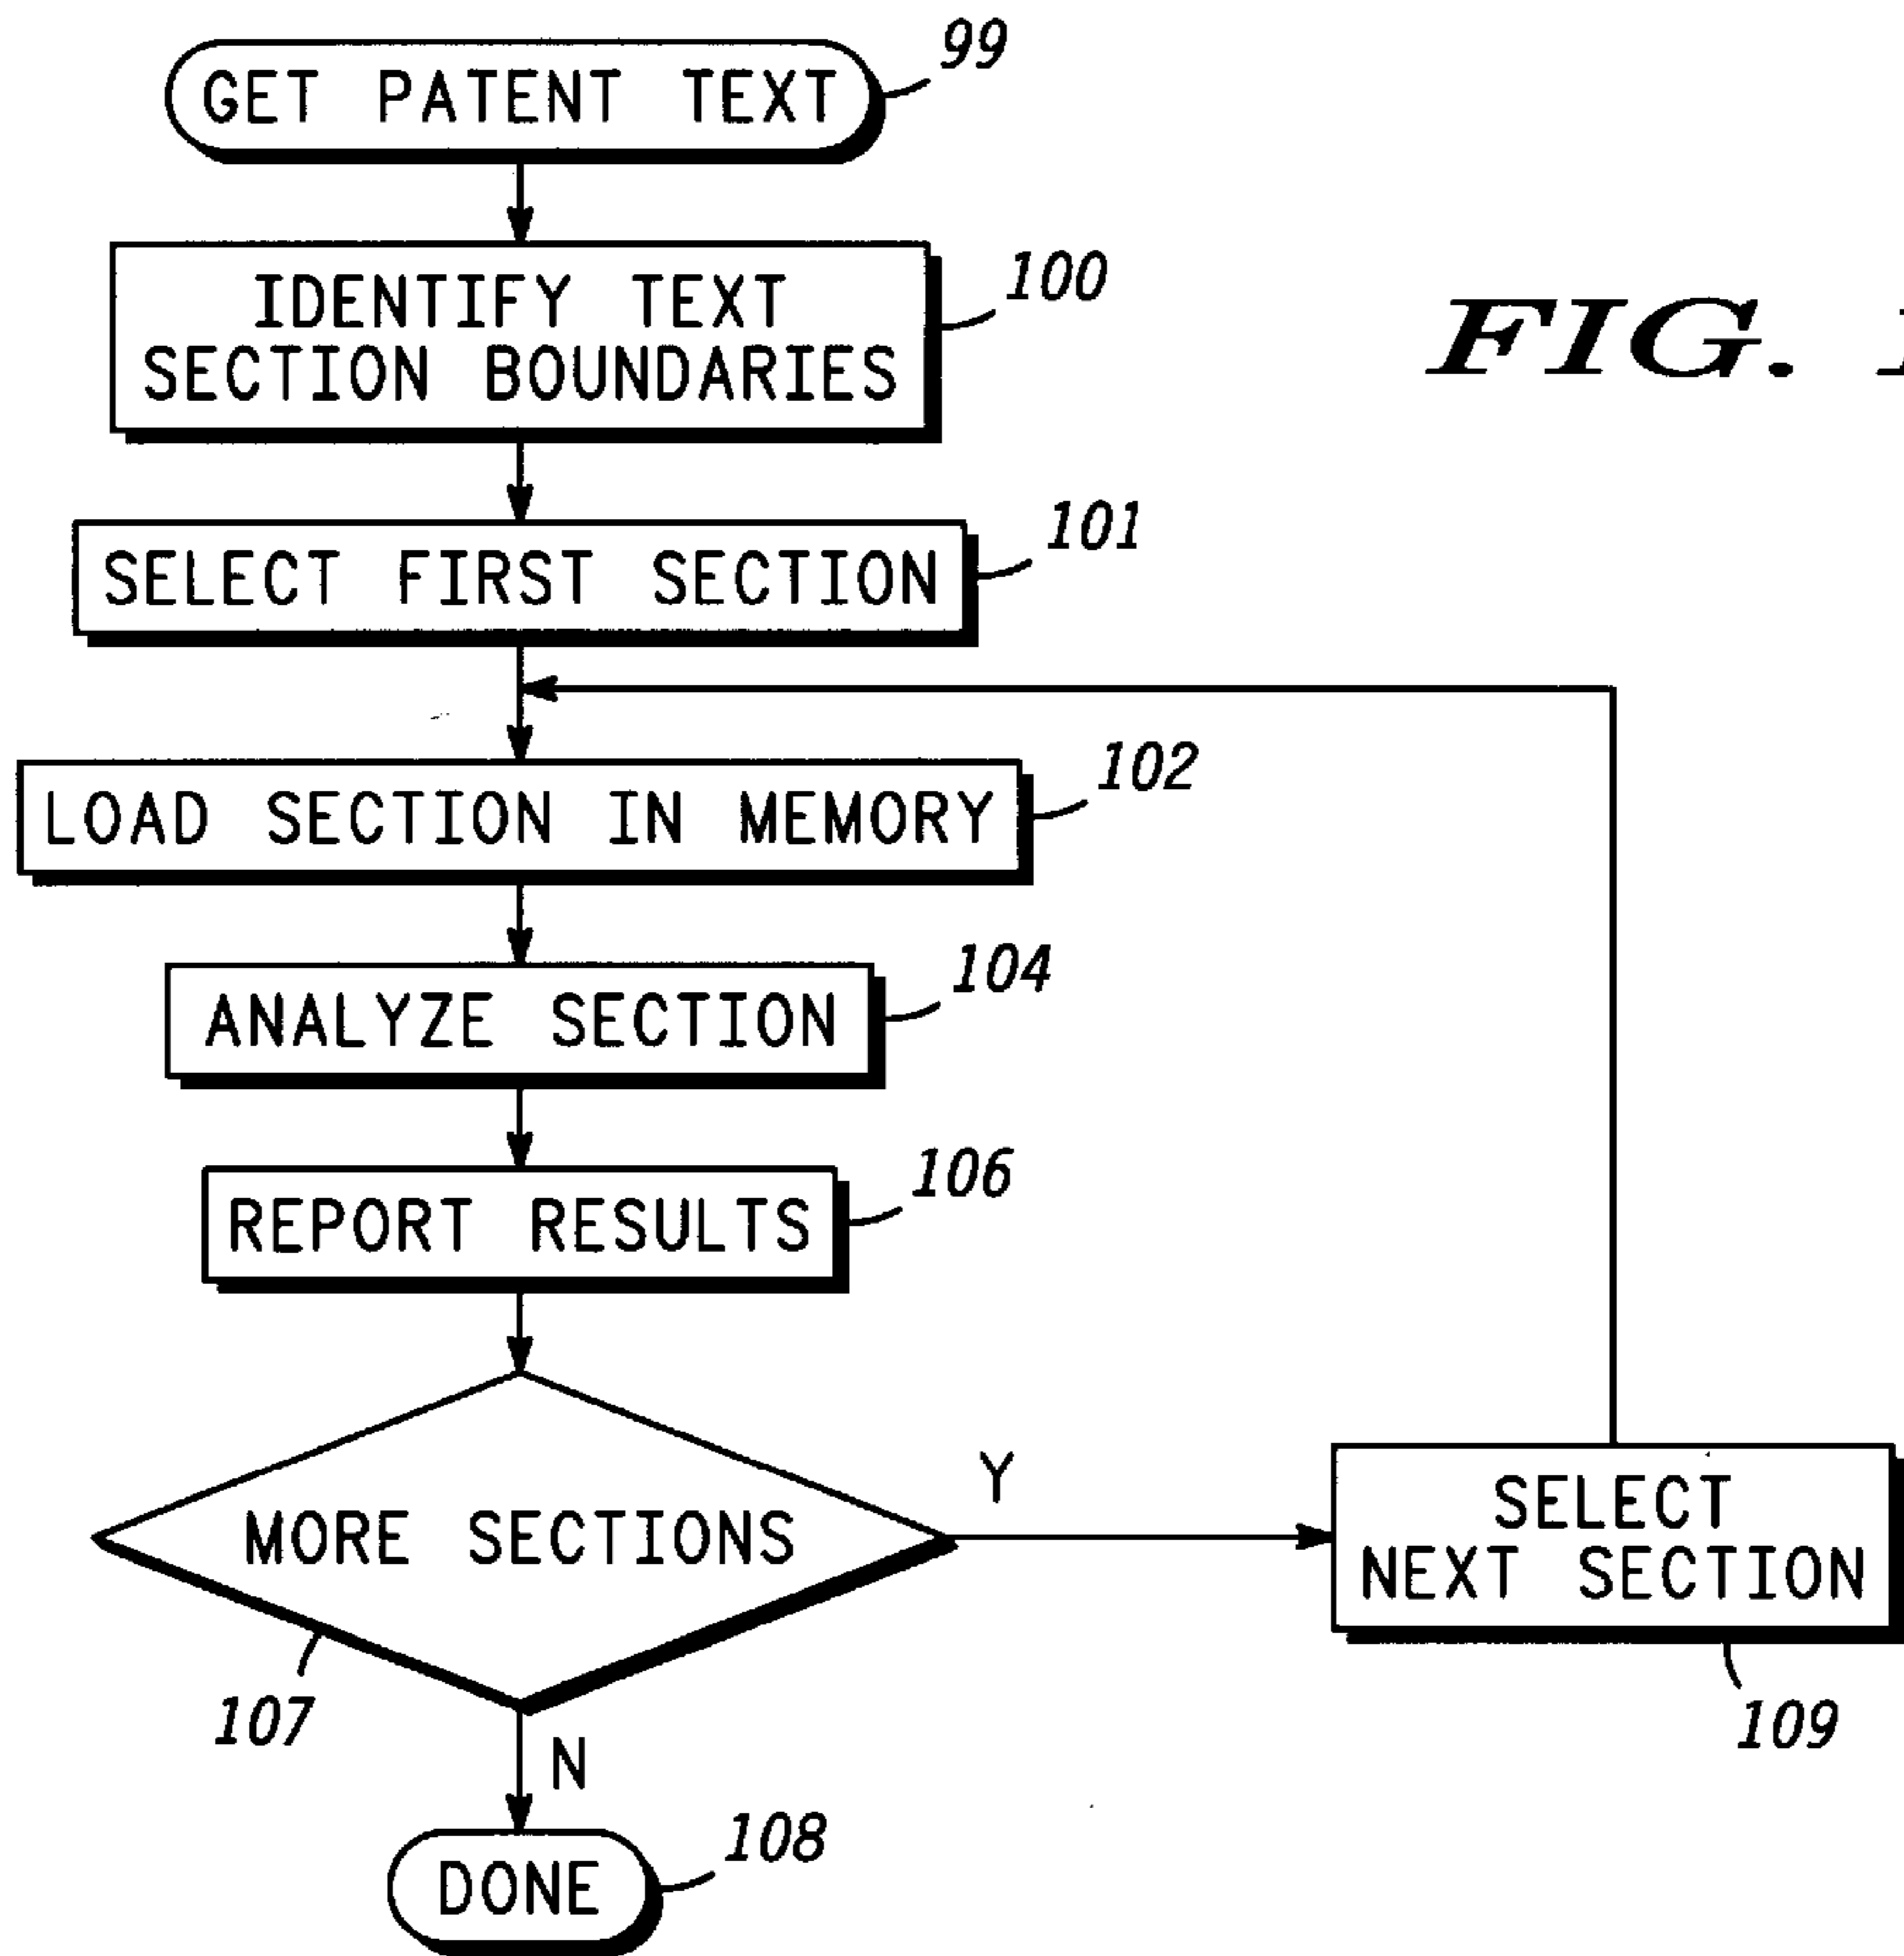 GET PATENT TEXT
99
IDENTIFY TEXT
SECTION BOUNDARIES
100
FIG.
SELECT FIRST SECTION
101
LOAD SECTION IN MEMORY
102
ANALYZE SECTION
104
REPORT RESULTS
106
MORE SECTIONS
107
Y
SELECT
NEXT SECTION
109
N
DONE
108